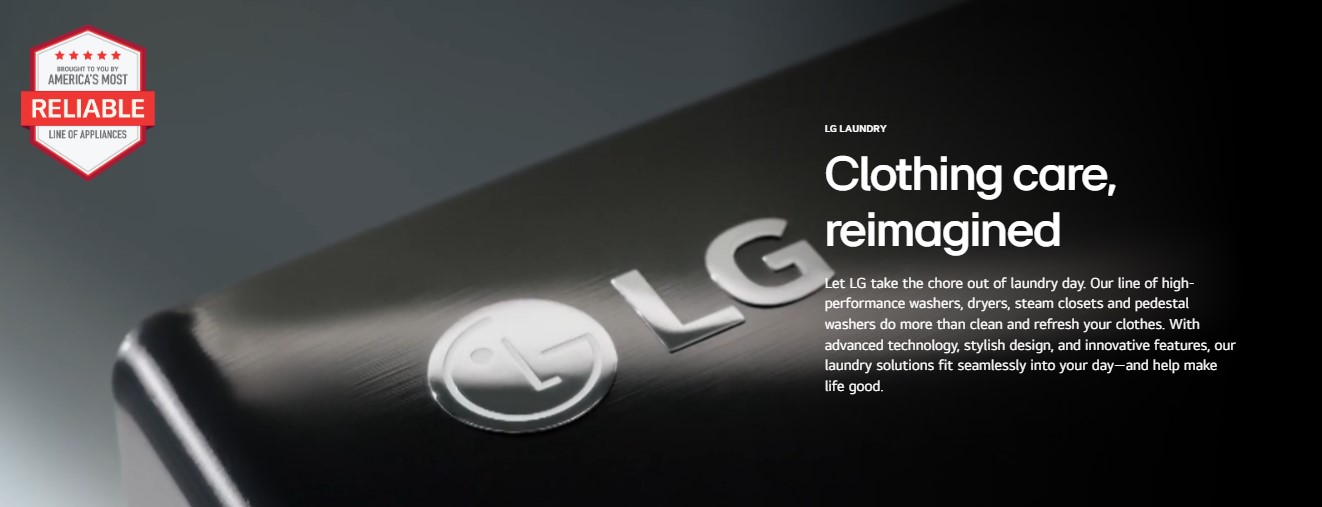 BROUGHT TO YOU BY
AMERICA'S MOST
RELIABLE
LINE OF APPLIANCES
LG
LG LAUNDRY
Clothing care,
reimagined
Let LG take the chore out of laundry day. Our line of high-
performance washers, dryers, steam closets and pedestal
washers do more than clean and refresh your clothes. With
advanced technology, stylish design, and innovative features, our
laundry solutions fit seamlessly into your day—and help make
life good.